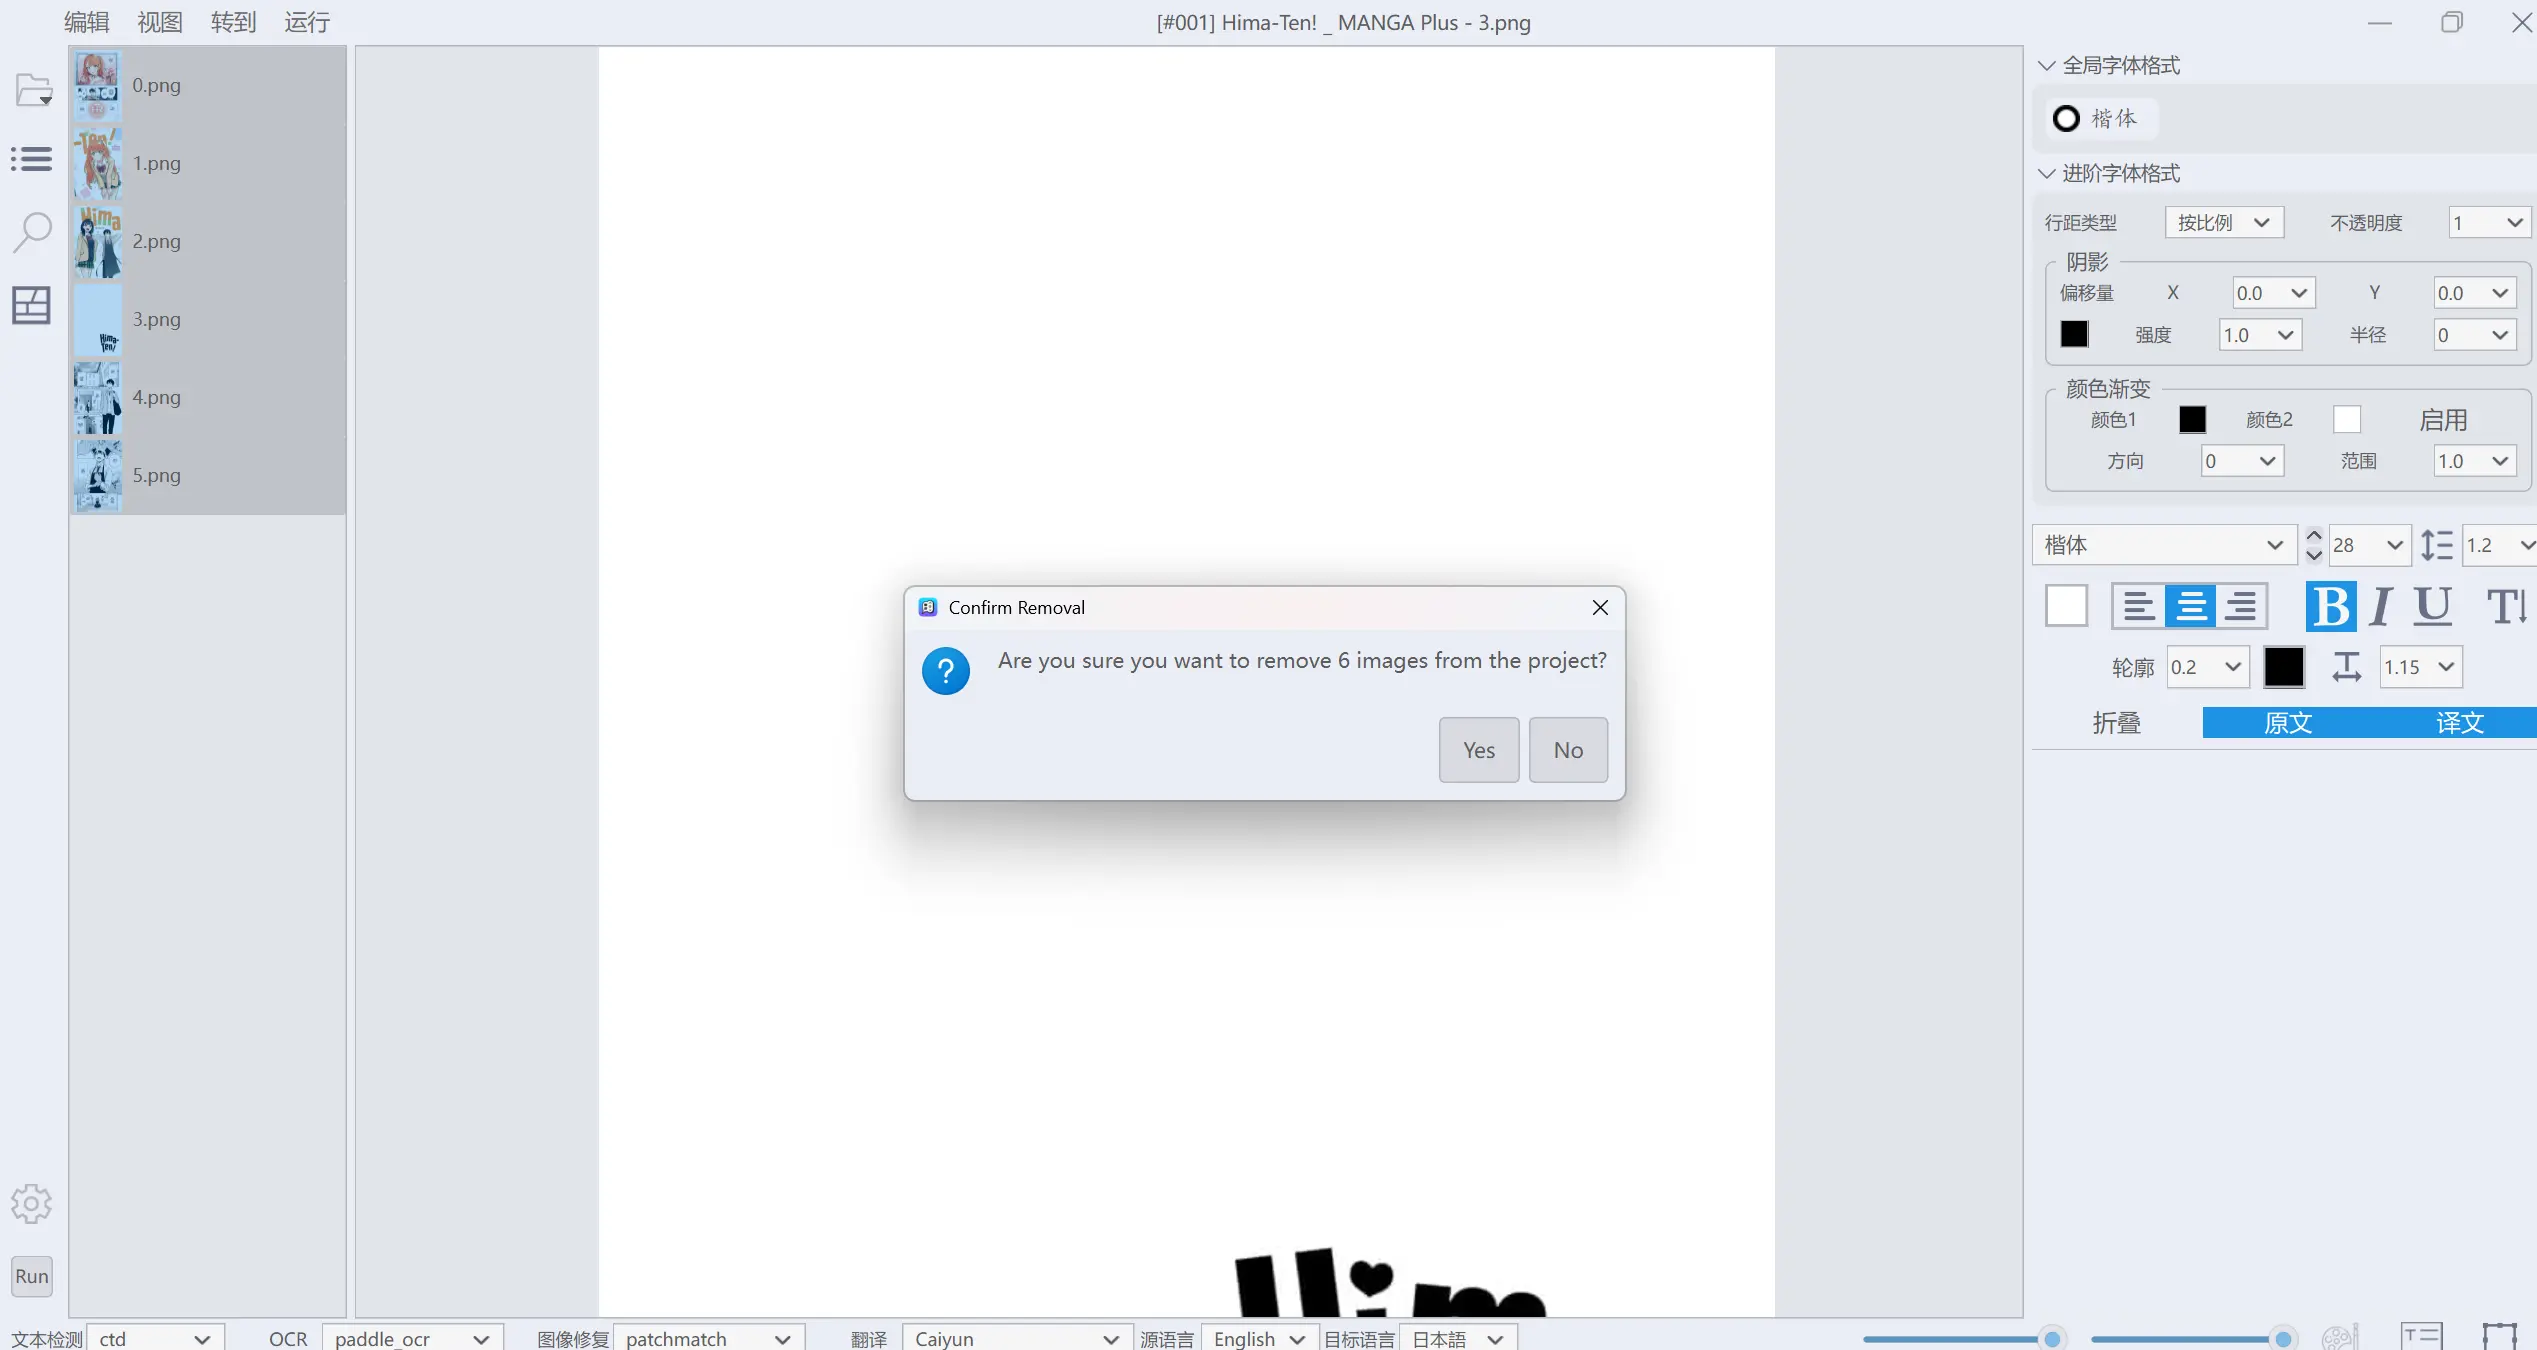 编辑 视图 转到 运行
[#001] Hima-Ten! _ MANGA Plus - 3.png
0.png
1.png
2.png
3.png
4.png
5.png
Run
Confirm Removal
Are you sure you want to remove 6 images from the project?
Yes No
全局字体格式
楷体
进阶字体格式
行距类型 按比例 不透明度 1
阴影
偏移量 X 0.0 Y 0.0
强度 1.0 半径 0
颜色渐变
颜色1 颜色2 启用
方向 0 范围 1.0
楷体 28 1.2
B I U T
轮廓 0.2 1.15
折叠 原文 译文
文本检测 ctd OCR paddle_ocr 图像修复 patchmatch 翻译 Caiyun 源语言 English 目标语言 日本語